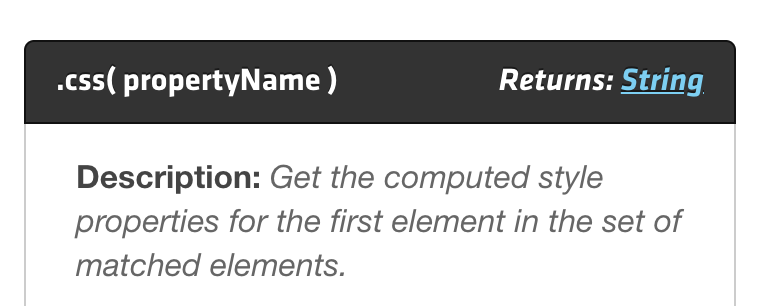 .css( propertyName ) Returns: String
Description: Get the computed style
properties for the first element in the set of
matched elements.